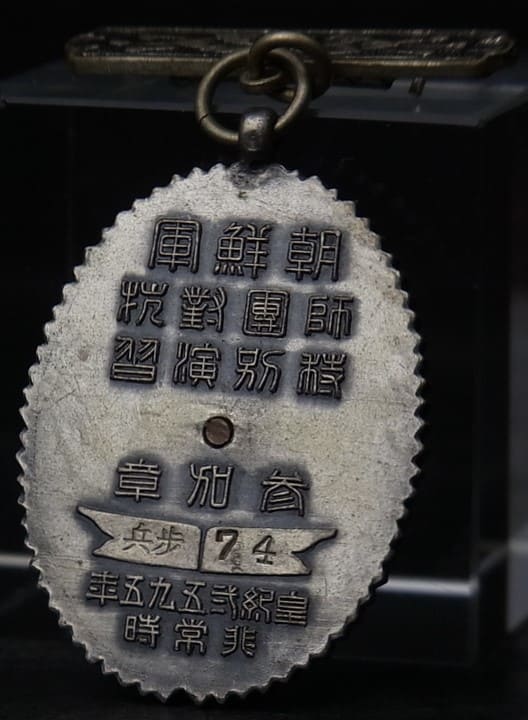 朝鮮軍
師團對抗
特別演習
参加章
歩兵 74
皇紀弐五九五年
非常時